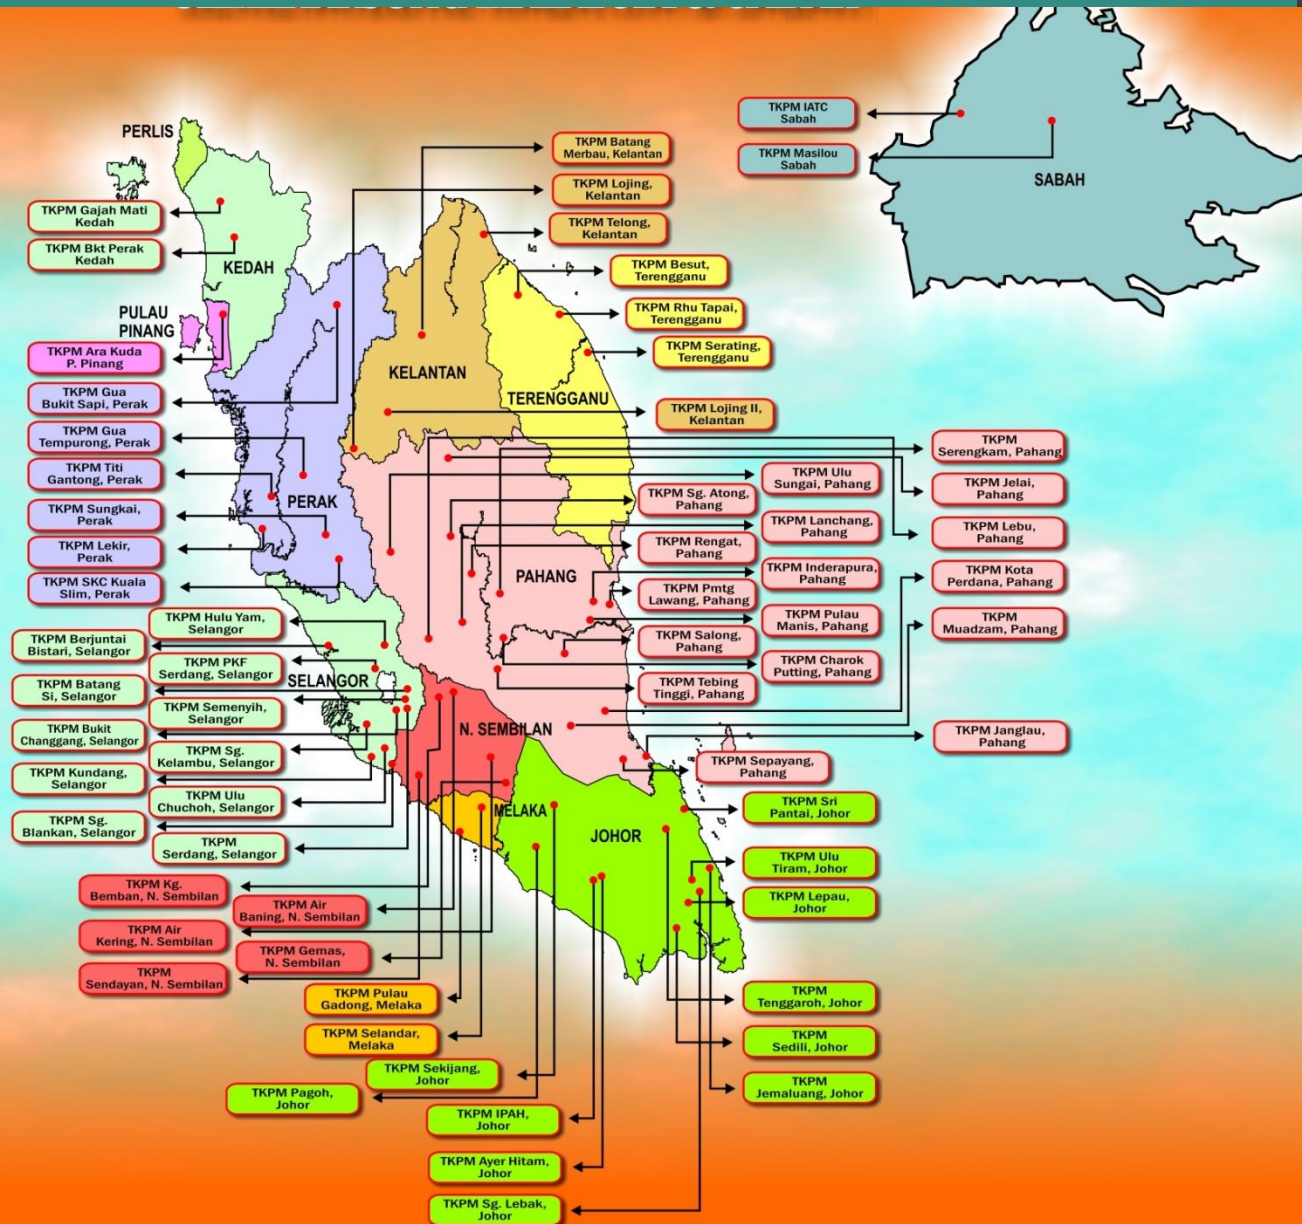 TKPM IATC
Sabah
TKPM Masilou
Sabah
SABAH
PERLIS
KEDAH
PULAU
PINANG
PERAK
KELANTAN
TERENGGANU
PAHANG
SELANGOR
N. SEMBILAN
MELAKA
JOHOR
TKPM Gajah Mati
Kedah
TKPM Bkt Perak
Kedah
TKPM Ara Kuda
P. Pinang
TKPM Gua
Bukit Sapi, Perak
TKPM Gua
Tempurong, Perak
TKPM Titi
Gantong, Perak
TKPM Sungkai,
Perak
TKPM Lekir,
Perak
TKPM SKC Kuala
Slim, Perak
TKPM Hulu Yam,
Selangor
TKPM Berjuntai
Bistari, Selangor
TKPM PKF
Serdang, Selangor
TKPM Batang
Si, Selangor
TKPM Semenyih,
Selangor
TKPM Bukit
Changgang, Selangor
TKPM Sg.
Kelambu, Selangor
TKPM Kundang,
Selangor
TKPM Ulu
Chuchoh, Selangor
TKPM Sg.
Blankan, Selangor
TKPM
Serdang, Selangor
TKPM Kg.
Bemban, N. Sembilan
TKPM Air
Baning, N. Sembilan
TKPM Air
Kering, N. Sembilan
TKPM Gemas,
N. Sembilan
TKPM
Sendayan, N. Sembilan
TKPM Pulau
Gadong, Melaka
TKPM Selandar,
Melaka
TKPM Sekijang,
Johor
TKPM Pagoh,
Johor
TKPM IPAH,
Johor
TKPM Ayer Hitam,
Johor
TKPM Sg. Lebak,
Johor
TKPM Batang
Merbau, Kelantan
TKPM Lojing,
Kelantan
TKPM Telong,
Kelantan
TKPM Besut,
Terengganu
TKPM Rhu Tapai,
Terengganu
TKPM Serating,
Terengganu
TKPM Lojing II,
Kelantan
TKPM
Serengkam, Pahang
TKPM Ulu
Sungai, Pahang
TKPM Jelai,
Pahang
TKPM Sg. Atong,
Pahang
TKPM Lanchang,
Pahang
TKPM Lebu,
Pahang
TKPM Rengat,
Pahang
TKPM Inderapura,
Pahang
TKPM Kota
Perdana, Pahang
TKPM Pmtg
Lawang, Pahang
TKPM Pulau
Manis, Pahang
TKPM
Muadzam, Pahang
TKPM Salong,
Pahang
TKPM Charok
Putting, Pahang
TKPM Tebing
Tinggi, Pahang
TKPM Janglau,
Pahang
TKPM Sepayang,
Pahang
TKPM Sri
Pantai, Johor
TKPM Ulu
Tiram, Johor
TKPM Lepau,
Johor
TKPM
Tenggaroh, Johor
TKPM
Sedili, Johor
TKPM
Jemaluang, Johor